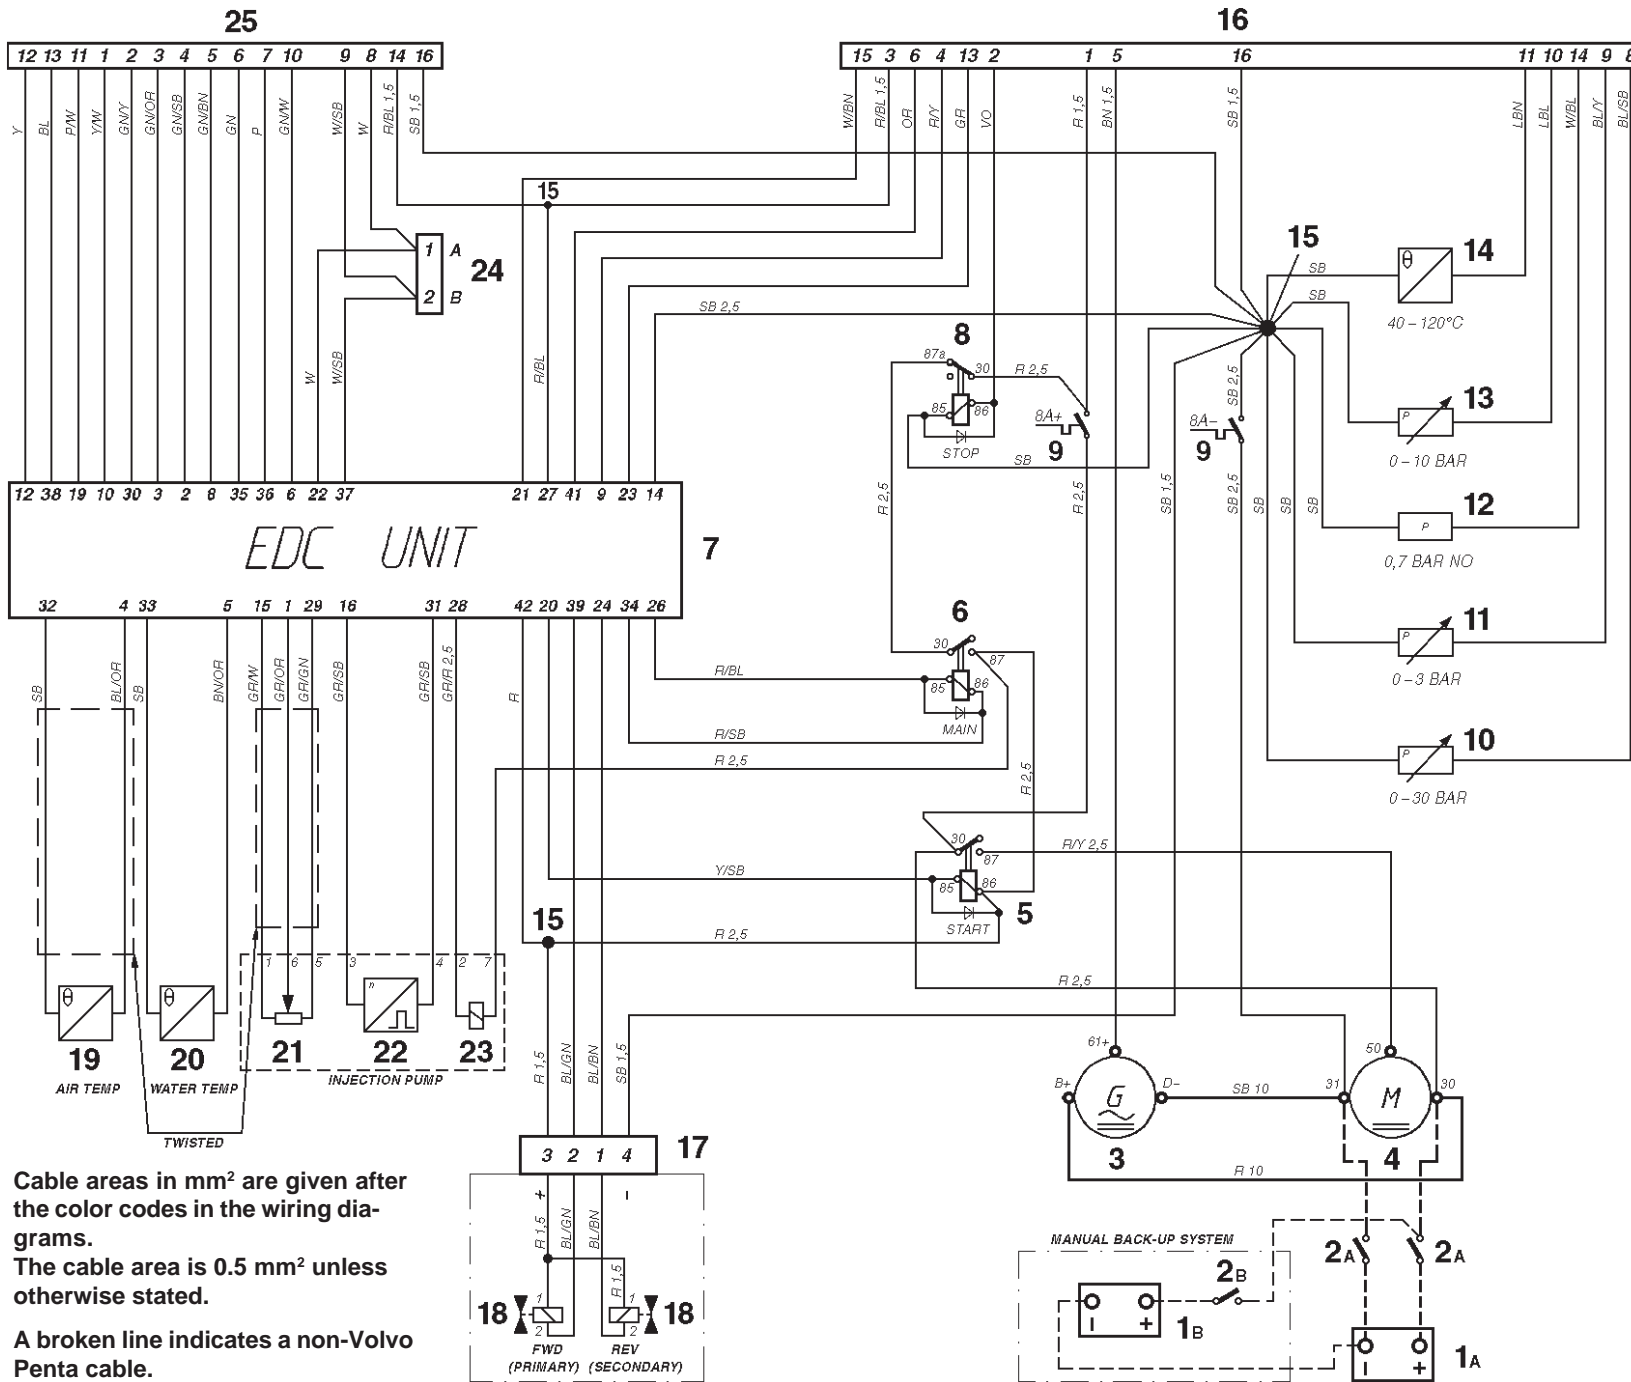 25
16
12 13 11 1 2 3 4 5 6 7 10 9 8 14 16
15 3 6 4 13 2 1 5 16 11 10 14 9 8
Y BL P/W Y/W GN/Y GN/OR GN/SB GN/BN GN P GN/W W/SB W R/BL 1,5 SB 1,5
W/BN R/BL 1,5 OR R/Y GR VO R 1,5 BN 1,5 SB 1,5 LBN LBL W/BL BL/Y BL/SB
15
1 A
24
2 B
15
SB
14
SB
40 – 120°C
SB 2,5
8
87a 30 R 2,5
85 86
STOP
8A+
9
SB
8A–
9
SB 2,5
W W/SB R/BL
13
P
0 – 10 BAR
R 2,5 R 2,5 SB 1,5 SB 2,5 SB SB SB
12 38 19 10 30 3 2 8 35 36 6 22 37 21 27 41 9 23 14
EDC UNIT
7
32 4 33 5 15 1 29 16 31 28 42 20 39 24 34 26
12
P
0,7 BAR NO
6
30 87
85 86
MAIN
11
P
0 – 3 BAR
SB BL/OR SB BN/OR GR/W GR/OR GR/GN GR/SB GR/SB GR/R 2,5 R
R/BL
R/SB
R 2,5
R 2,5
10
P
0 – 30 BAR
30 87
R/Y 2,5
Y/SB
85 86
START
5
15
R 2,5
R 2,5
1 6 5 3 4 2 7
θ
19
AIR TEMP
θ
20
WATER TEMP
21
n
22
23
INJECTION PUMP
TWISTED
R 1,5 BL/GN BL/BN SB 1,5
61+
B+ G D–
3
SB 10
50
31 M 30
4
R 10
3 2 1 4
17
+ –
R 1,5 BL/GN BL/BN
R 1,5
18 1 2
1 2 18
FWD REV
(PRIMARY) (SECONDARY)
MANUAL BACK-UP SYSTEM
2A 2A
2B
– +
1B
– +
1A
Cable areas in mm² are given after
the color codes in the wiring dia-
grams.
The cable area is 0.5 mm² unless
otherwise stated.
A broken line indicates a non-Volvo
Penta cable.